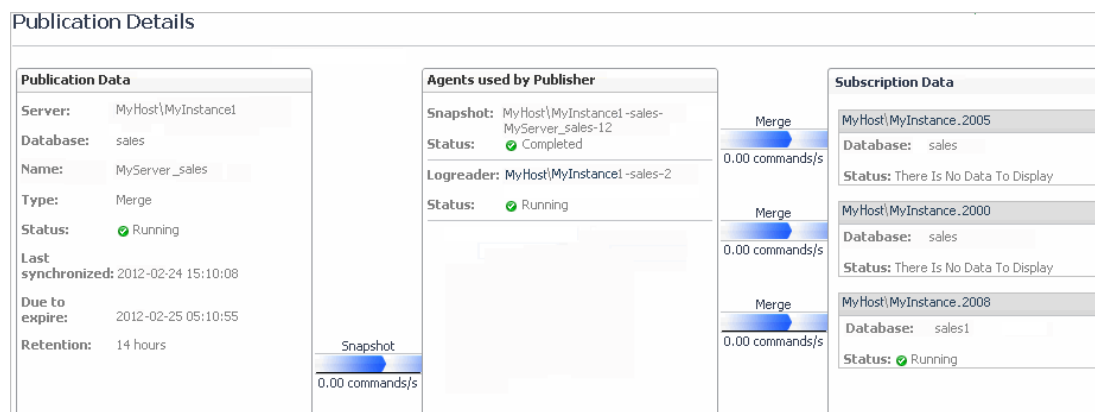 Publication Details
Publication Data
Server: MyHost\MyInstance1
Database: sales
Name: MyServer_sales
Type: Merge
Status: Running
Last
synchronized: 2012-02-24 15:10:08
Due to
expire: 2012-02-25 05:10:55
Retention: 14 hours
Snapshot
0.00 commands/s
Agents used by Publisher
Snapshot: MyHost\MyInstance1-sales-
MyServer_sales-12
Status: Completed
Logreader: MyHost\MyInstance1-sales-2
Status: Running
Merge
0.00 commands/s
Merge
0.00 commands/s
Merge
0.00 commands/s
Subscription Data
MyHost\MyInstance.2005
Database: sales
Status: There Is No Data To Display
MyHost\MyInstance.2000
Database: sales
Status: There Is No Data To Display
MyHost\MyInstance.2008
Database: sales1
Status: Running